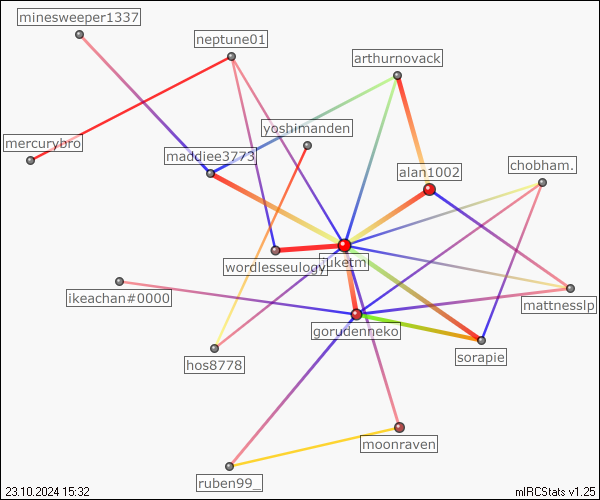 minesweeper1337
neptune01
arthurnovack
yoshimanden
mercurybro
maddiee3773
alan1002
chobham.
wordlesseulogy
juketm
ikeachan#0000
mattnesslp
gorudenneko
sorapie
hos8778
moonraven
ruben99_
23.10.2024 15:32
mIRCStats v1.25